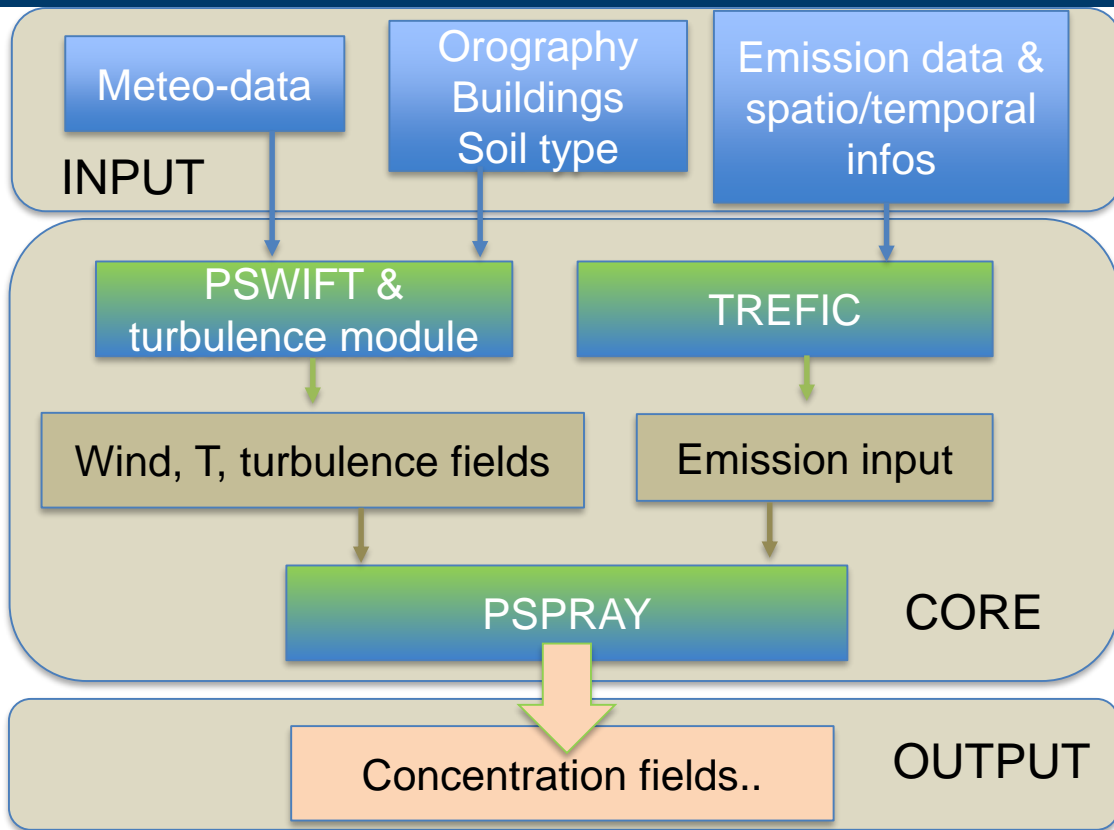 Meteo-data
Orography
Buildings
Soil type
Emission data &
spatio/temporal
infos
INPUT
PSWIFT &
turbulence module
TREFIC
Wind, T, turbulence fields
Emission input
PSPRAY
CORE
Concentration fields..
OUTPUT